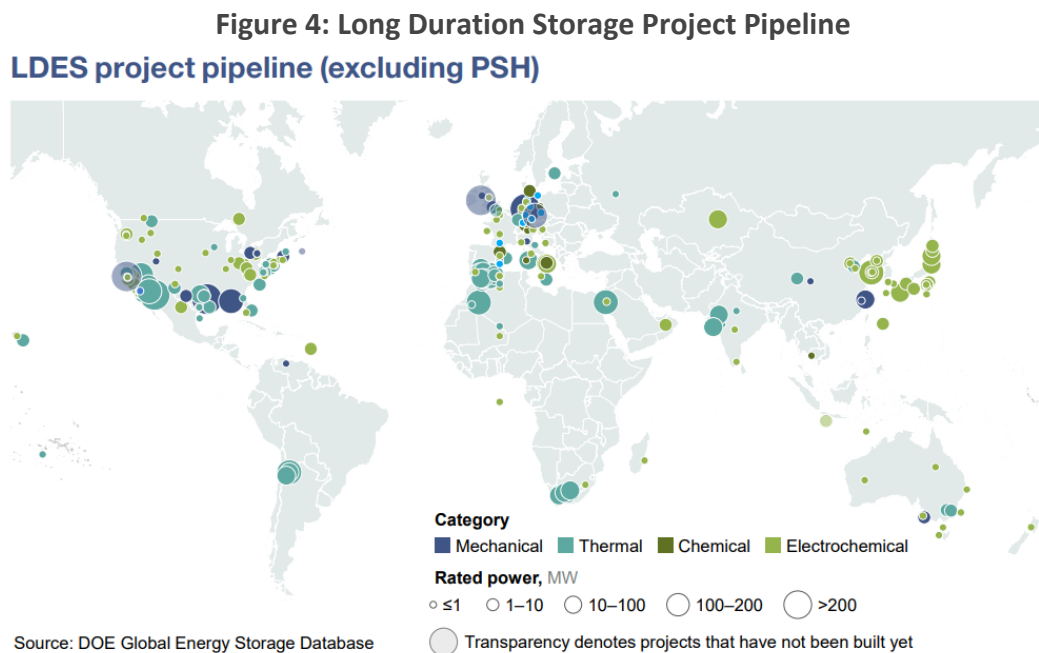 Figure 4: Long Duration Storage Project Pipeline
LDES project pipeline (excluding PSH)
Category
Mechanical Thermal Chemical Electrochemical
Rated power, MW
≤1 1–10 10–100 100–200 >200
Source: DOE Global Energy Storage Database
Transparency denotes projects that have not been built yet